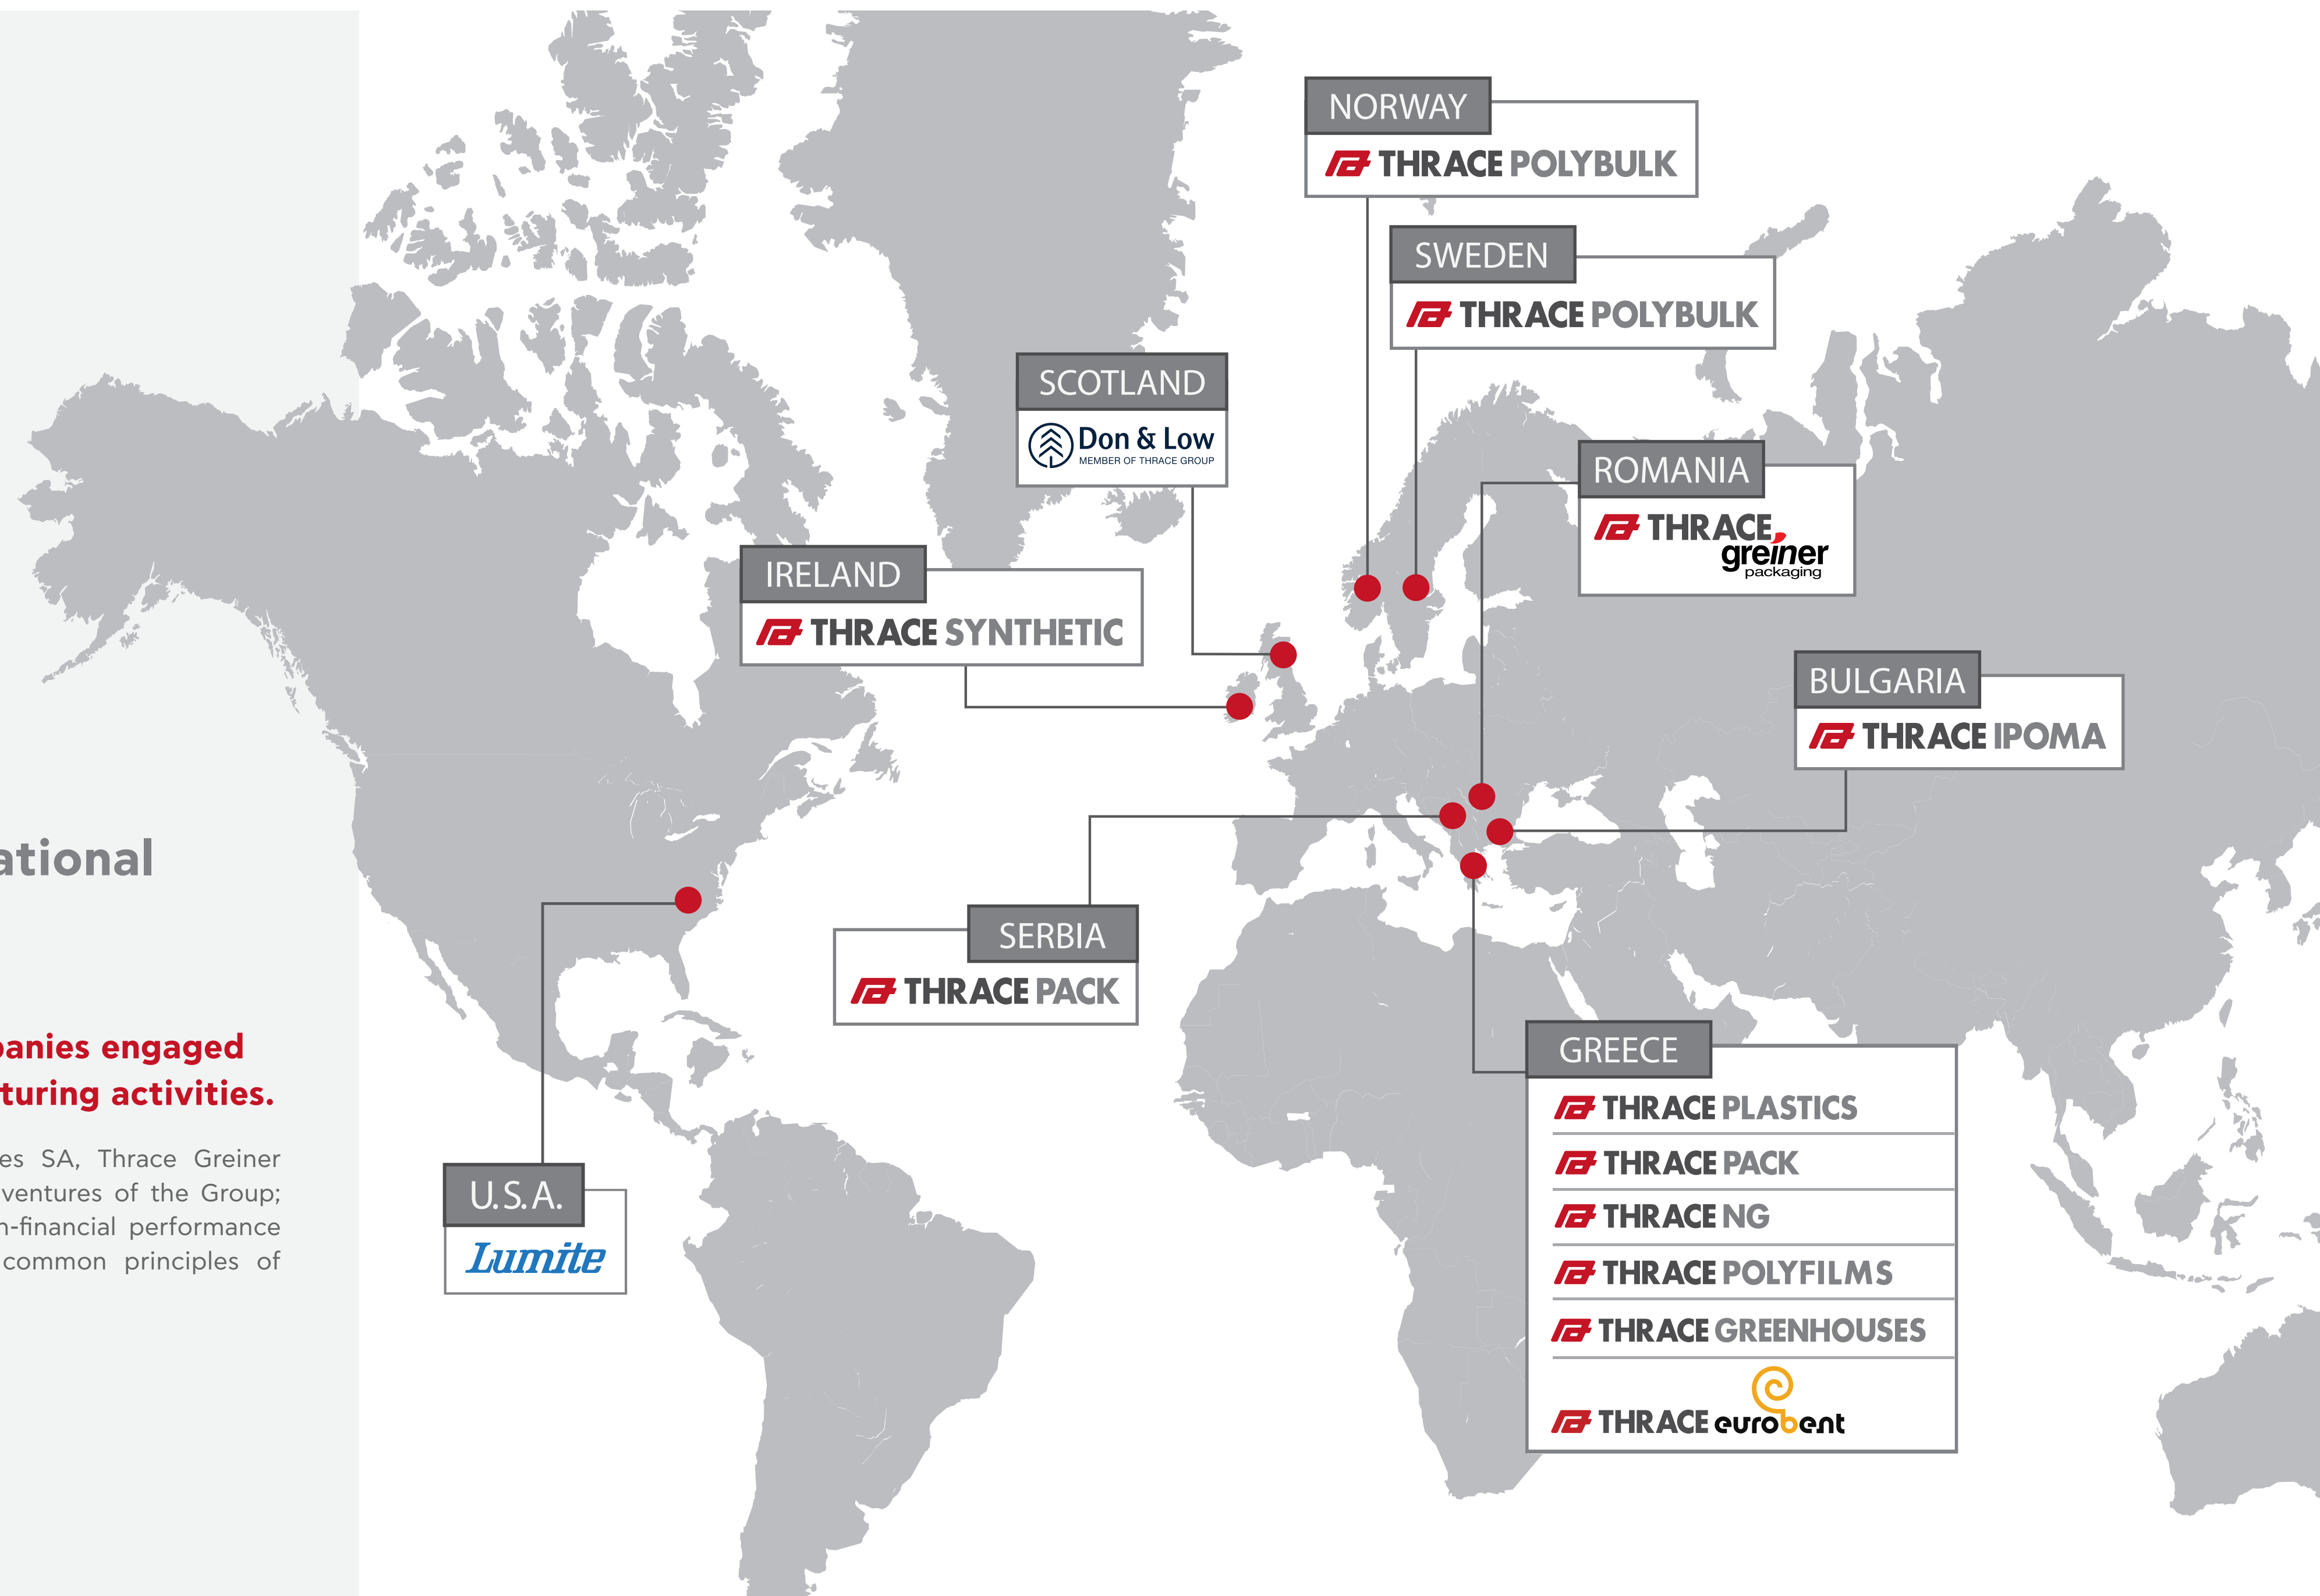 ational
panies engaged
turing activities.
es SA, Thrace Greiner
ventures of the Group;
n-financial performance
common principles of
NORWAY
THRACE POLYBULK
SWEDEN
THRACE POLYBULK
SCOTLAND
Don & Low
MEMBER OF THRACE GROUP
ROMANIA
THRACE
greiner
packaging
IRELAND
THRACE SYNTHETIC
BULGARIA
THRACE IPOMA
SERBIA
THRACE PACK
GREECE
THRACE PLASTICS
THRACE PACK
THRACE NG
THRACE POLYFILMS
THRACE GREENHOUSES
THRACE eurobent
U.S.A.
Lumite